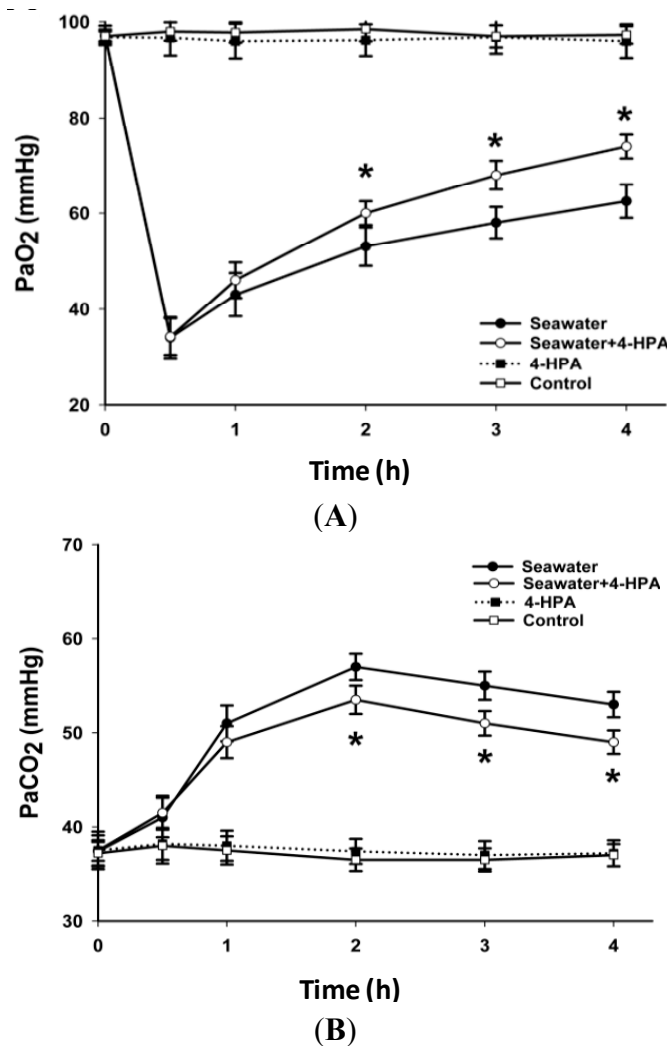 100
80
60
40
20
PaO2 (mmHg)
* * *
Seawater
Seawater+4-HPA
4-HPA
Control
0 1 2 3 4
Time (h)
(A)
70
60
50
40
30
PaCO2 (mmHg)
Seawater
Seawater+4-HPA
4-HPA
Control
* * *
0 1 2 3 4
Time (h)
(B)